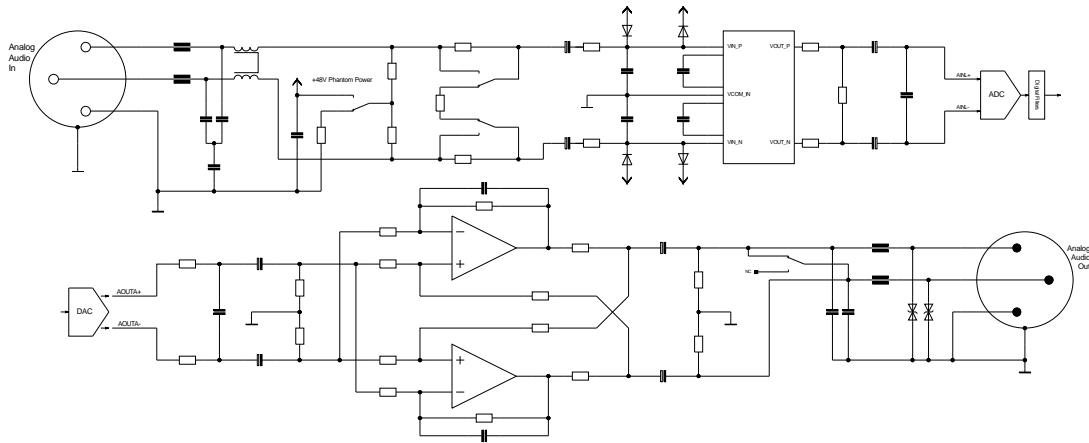 Analog
Audio
In
+48V Phantom Power
VIN_P
VOUT_P
VCOM_IN
VIN_N
VOUT_N
AINL+
AINL-
ADC
Digital Filters
DAC
AOUTA+
AOUTA-
NC
Analog
Audio
Out